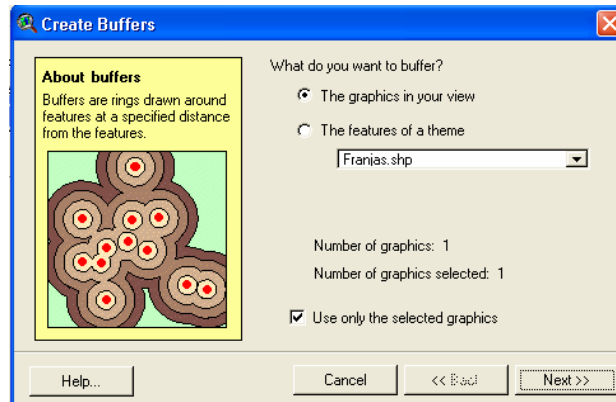 Create Buffers
About buffers
Buffers are rings drawn around
features at a specified distance
from the features.
What do you want to buffer?
The graphics in your view
The features of a theme
Franjas.shp
Number of graphics: 1
Number of graphics selected: 1
Use only the selected graphics
Help...
Cancel
<< Back
Next >>